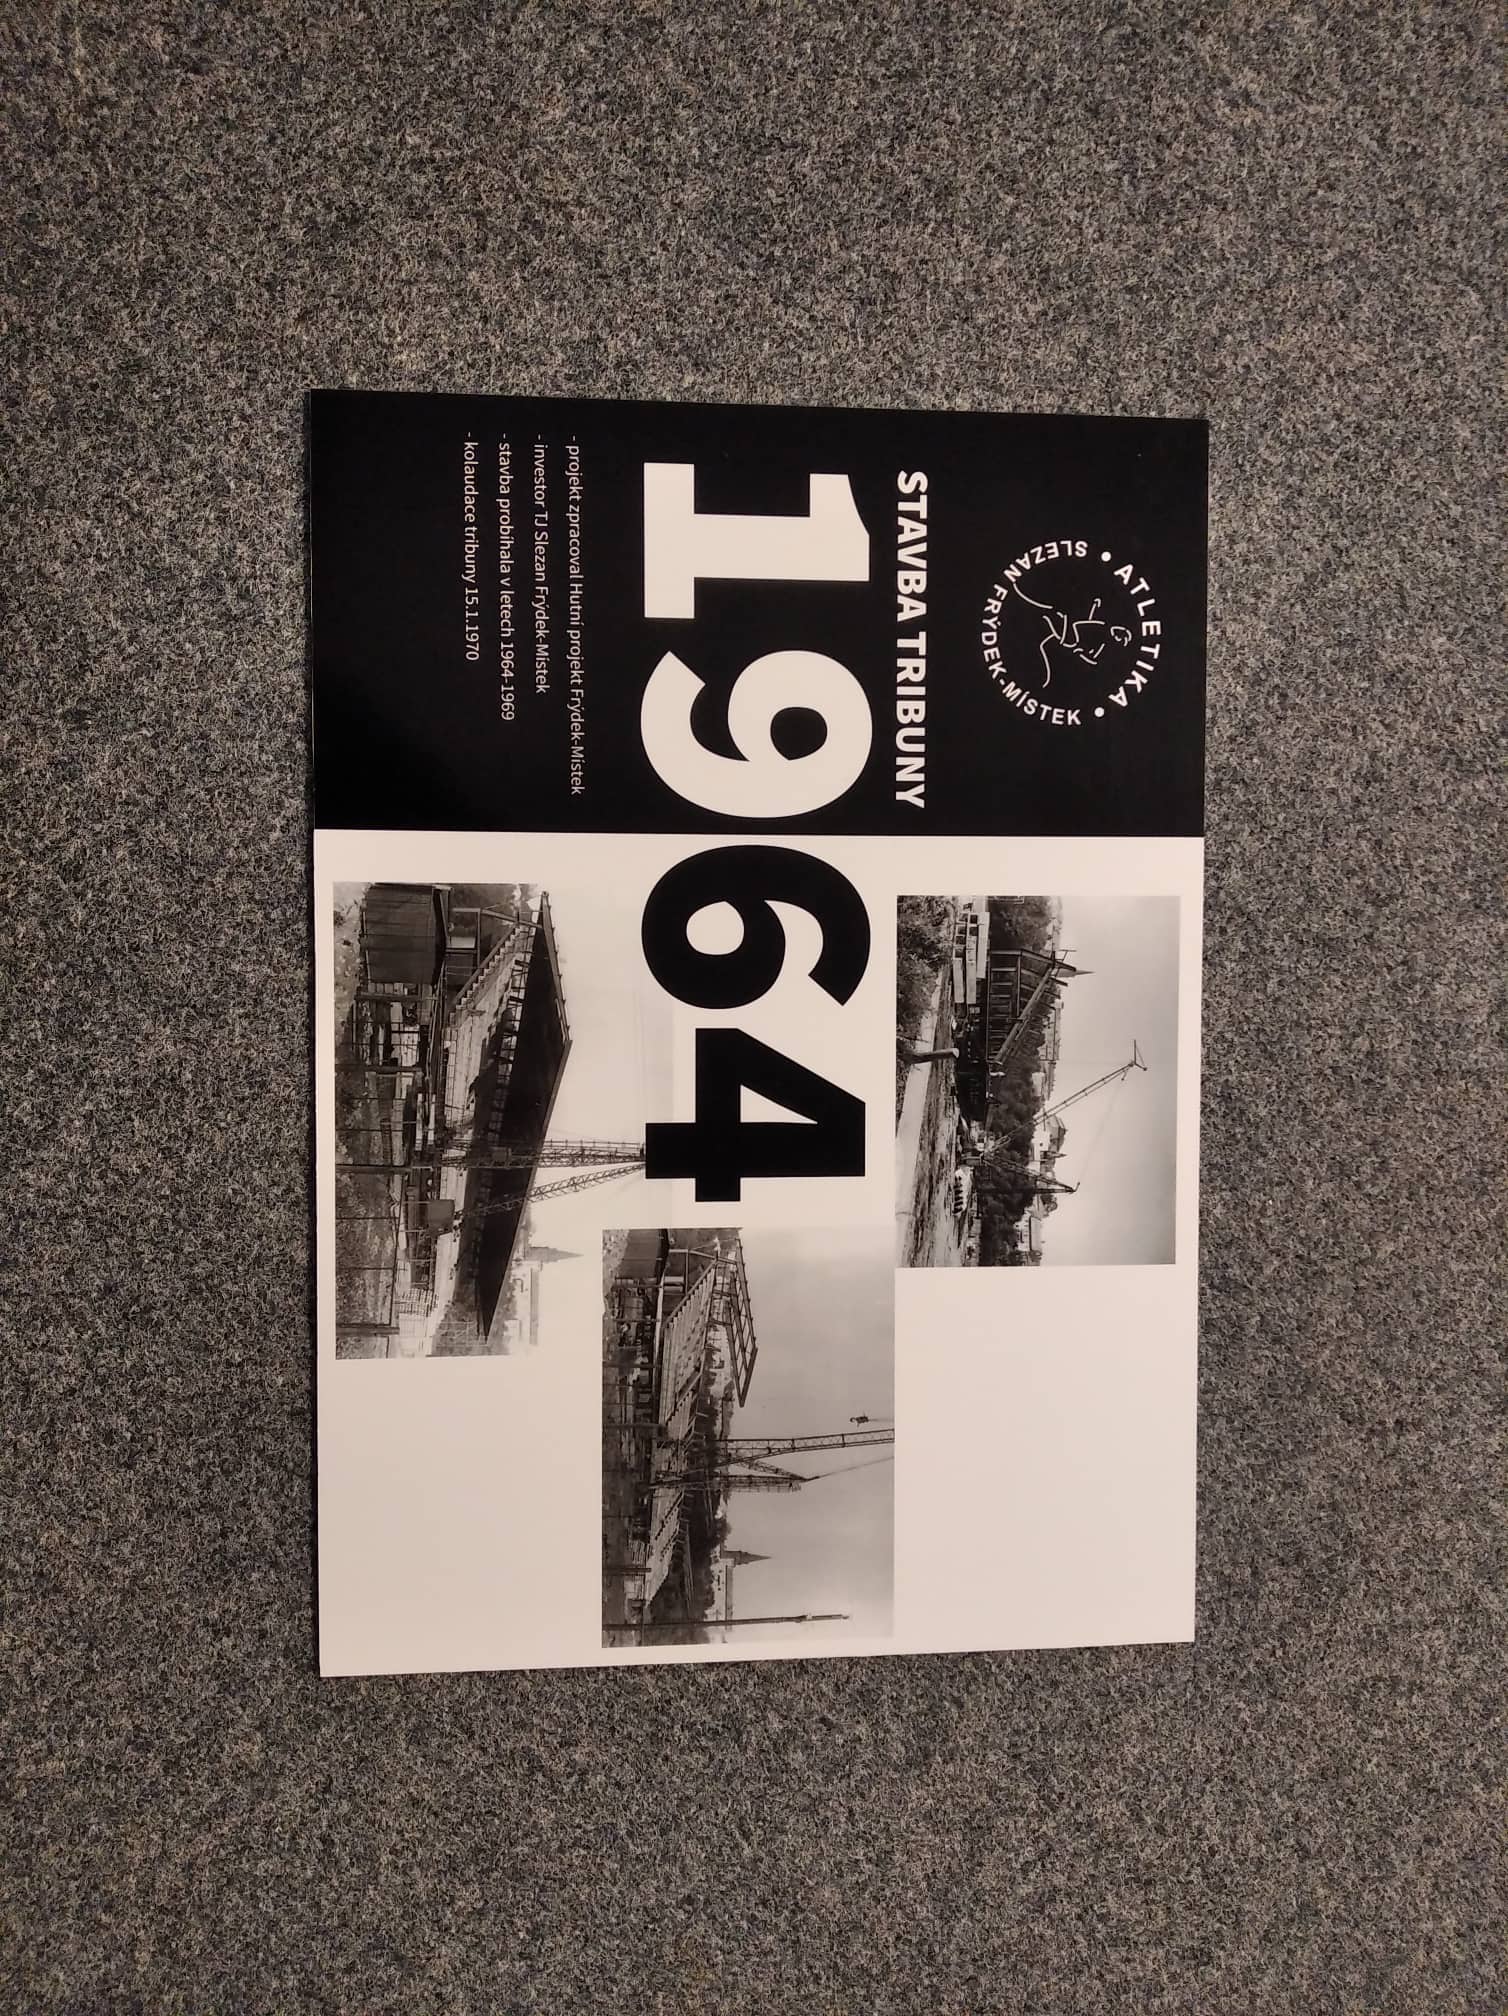 • ATLETIKA •
SLEZAN FRÝDEK-MÍSTEK
STAVBA TRIBUNY
1964
- projekt zpracoval Hutní projekt Frýdek-Místek
- investor TJ Slezan Frýdek-Místek
- stavba probíhala v letech 1964-1969
- kolaudace tribuny 15.1.1970